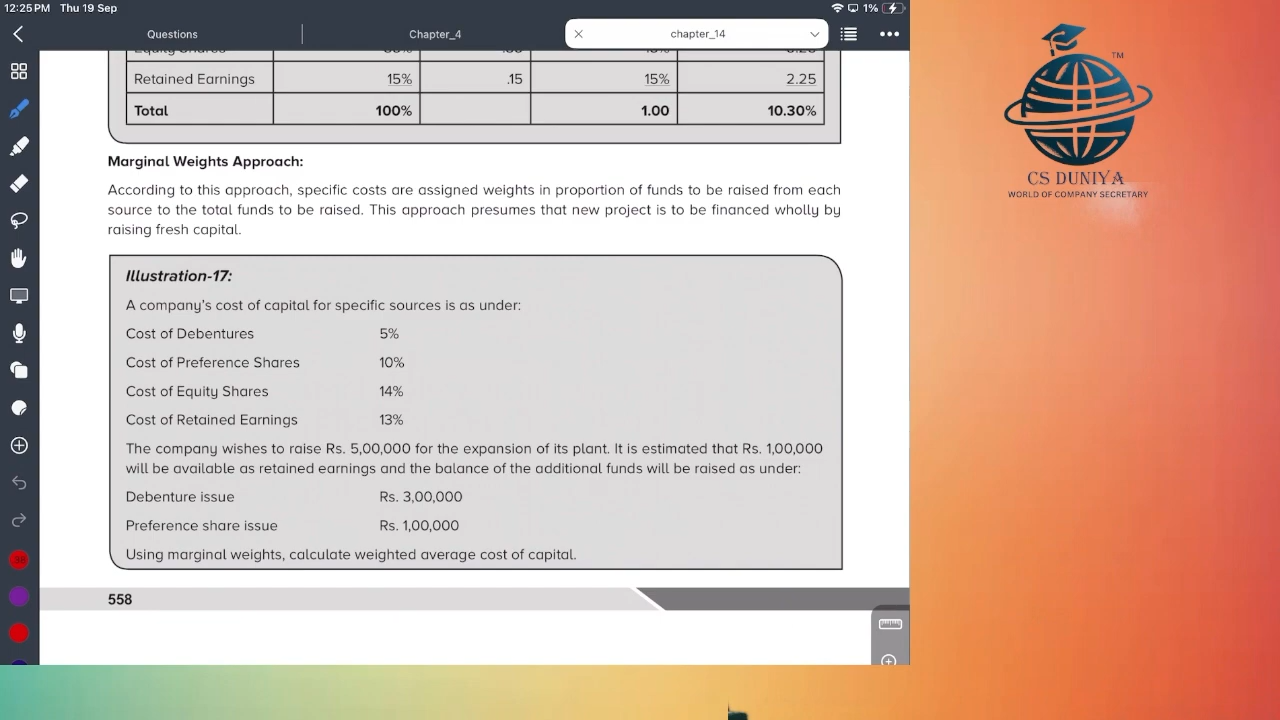 12:25 PM Thu 19 Sep 1%
Questions Chapter_4 chapter_14
Equity Shares
Retained Earnings 15% .15 15% 2.25
Total 100% 1.00 10.30%
Marginal Weights Approach:
According to this approach, specific costs are assigned weights in proportion of funds to be raised from each
source to the total funds to be raised. This approach presumes that new project is to be financed wholly by
raising fresh capital.
Illustration-17:
A company's cost of capital for specific sources is as under:
Cost of Debentures 5%
Cost of Preference Shares 10%
Cost of Equity Shares 14%
Cost of Retained Earnings 13%
The company wishes to raise Rs. 5,00,000 for the expansion of its plant. It is estimated that Rs. 1,00,000
will be available as retained earnings and the balance of the additional funds will be raised as under:
Debenture issue Rs. 3,00,000
Preference share issue Rs. 1,00,000
Using marginal weights, calculate weighted average cost of capital.
558
TM
CS DUNIYA
WORLD OF COMPANY SECRETARY